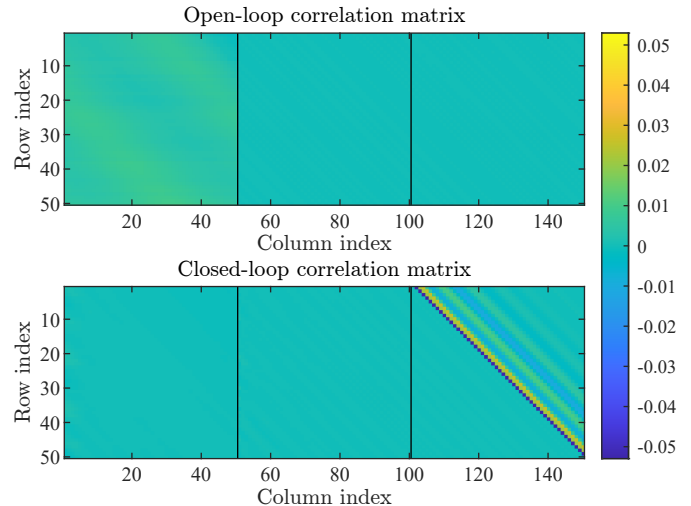 Open-loop correlation matrix
Row index
10
20
30
40
50
20 40 60 80 100 120 140
Column index
Closed-loop correlation matrix
Row index
10
20
30
40
50
20 40 60 80 100 120 140
Column index
0.05
0.04
0.03
0.02
0.01
0
-0.01
-0.02
-0.03
-0.04
-0.05